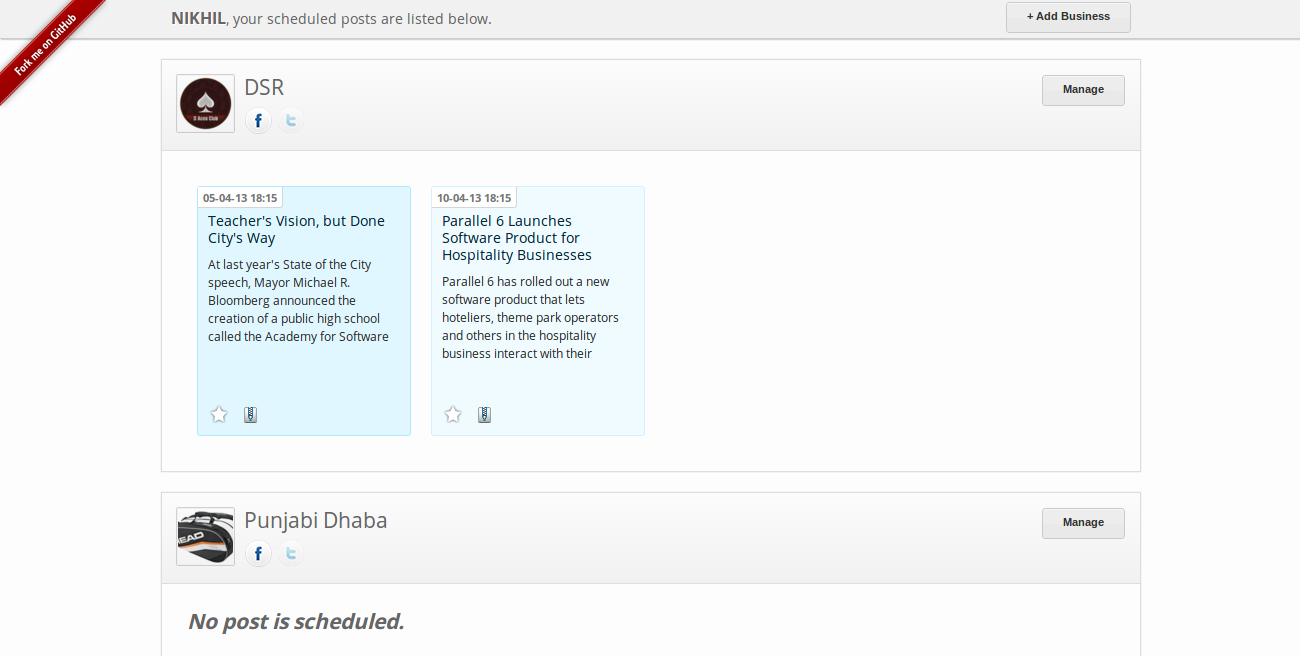 NIKHIL, your scheduled posts are listed below.
+ Add Business
Fork me on GitHub
DSR
Manage
D Aces Club
f
t
05-04-13 18:15
Teacher's Vision, but Done
City's Way
At last year's State of the City
speech, Mayor Michael R.
Bloomberg announced the
creation of a public high school
called the Academy for Software
10-04-13 18:15
Parallel 6 Launches
Software Product for
Hospitality Businesses
Parallel 6 has rolled out a new
software product that lets
hoteliers, theme park operators
and others in the hospitality
business interact with their
Punjabi Dhaba
Manage
HEAD
f
t
No post is scheduled.